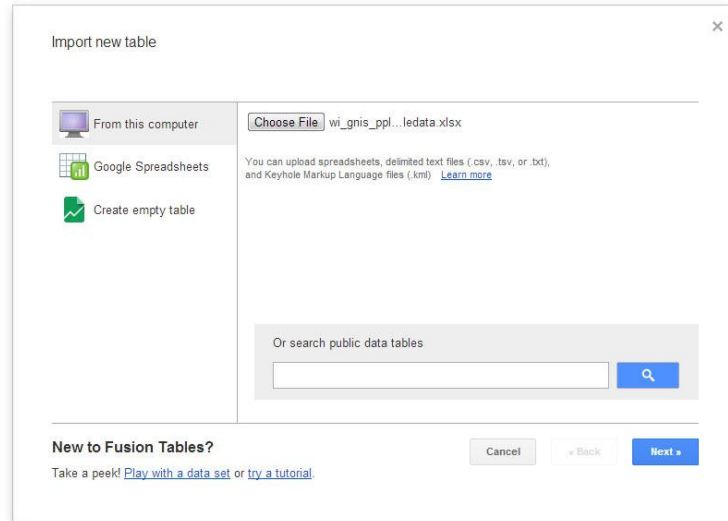 ×
Import new table
From this computer
Google Spreadsheets
Create empty table
Choose File wi_gnis_ppl...ledata.xlsx
You can upload spreadsheets, delimited text files (.csv, .tsv, or .txt),
and Keyhole Markup Language files (.kml) Learn more
Or search public data tables
New to Fusion Tables?
Take a peek! Play with a data set or try a tutorial.
Cancel
« Back
Next »